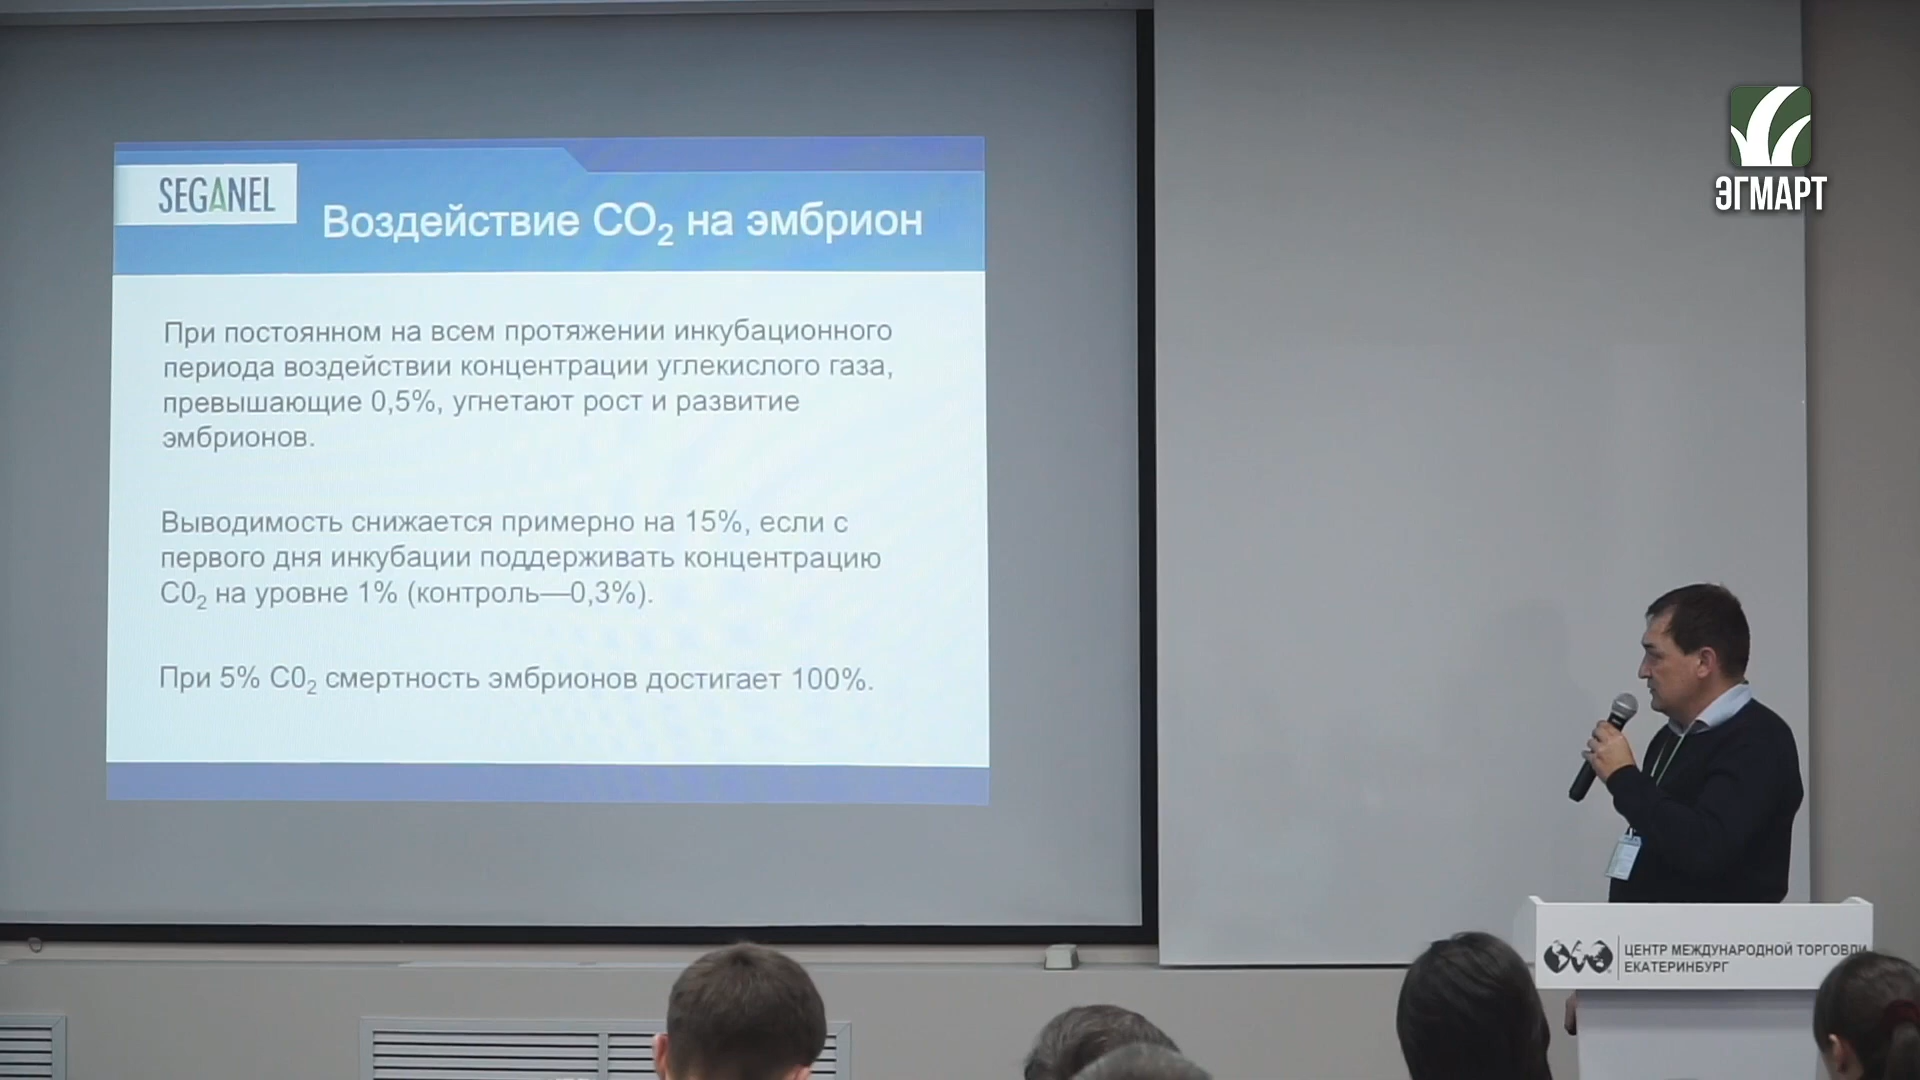 SEGANEL
Воздействие CO₂ на эмбрион
При постоянном на всем протяжении инкубационного
периода воздействии концентрации углекислого газа,
превышающие 0,5%, угнетают рост и развитие
эмбрионов.
Выводимость снижается примерно на 15%, если с
первого дня инкубации поддерживать концентрацию
C0₂ на уровне 1% (контроль—0,3%).
При 5% C0₂ смертность эмбрионов достигает 100%.
ЭГМАРТ
ЦЕНТР МЕЖДУНАРОДНОЙ ТОРГОВЛИ
ЕКАТЕРИНБУРГ